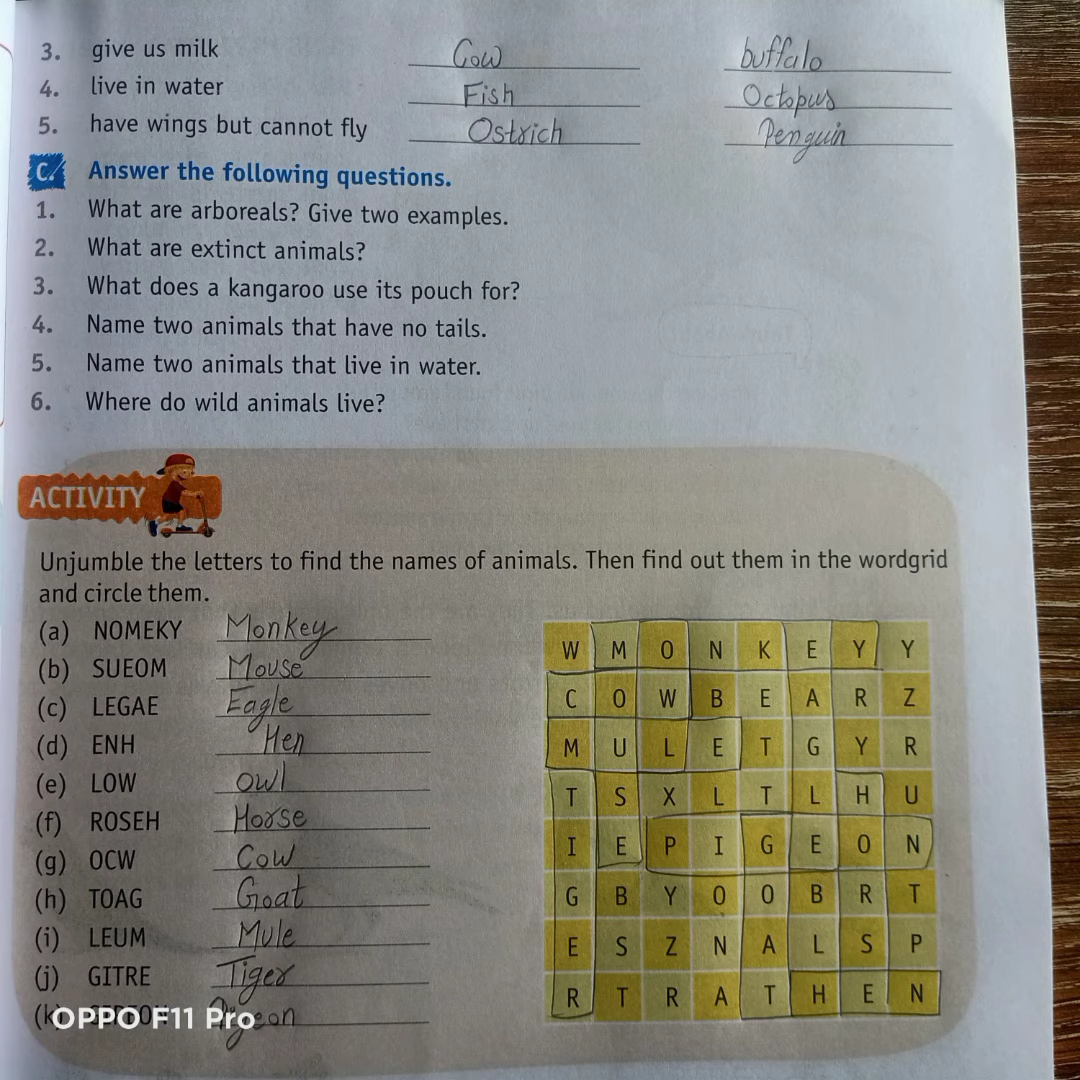 3. give us milk Cow buffalo
4. live in water Fish Octopus
5. have wings but cannot fly Ostrich Penguin
C. Answer the following questions.
1. What are arboreals? Give two examples.
2. What are extinct animals?
3. What does a kangaroo use its pouch for?
4. Name two animals that have no tails.
5. Name two animals that live in water.
6. Where do wild animals live?
ACTIVITY
Unjumble the letters to find the names of animals. Then find out them in the wordgrid
and circle them.
(a) NOMEKY Monkey
(b) SUEOM Mouse
(c) LEGAE Eagle
(d) ENH Hen
(e) LOW owl
(f) ROSEH Horse
(g) OCW Cow
(h) TOAG Goat
(i) LEUM Mule
(j) GITRE Tiger
(k) Pigeon
W M O N K E Y Y
C O W B E A R Z
M U L E T G Y R
T S X L T L H U
I E P I G E O N
G B Y O O B R T
E S Z N A L S P
R T R A T H E N
OPPO F11 Pro